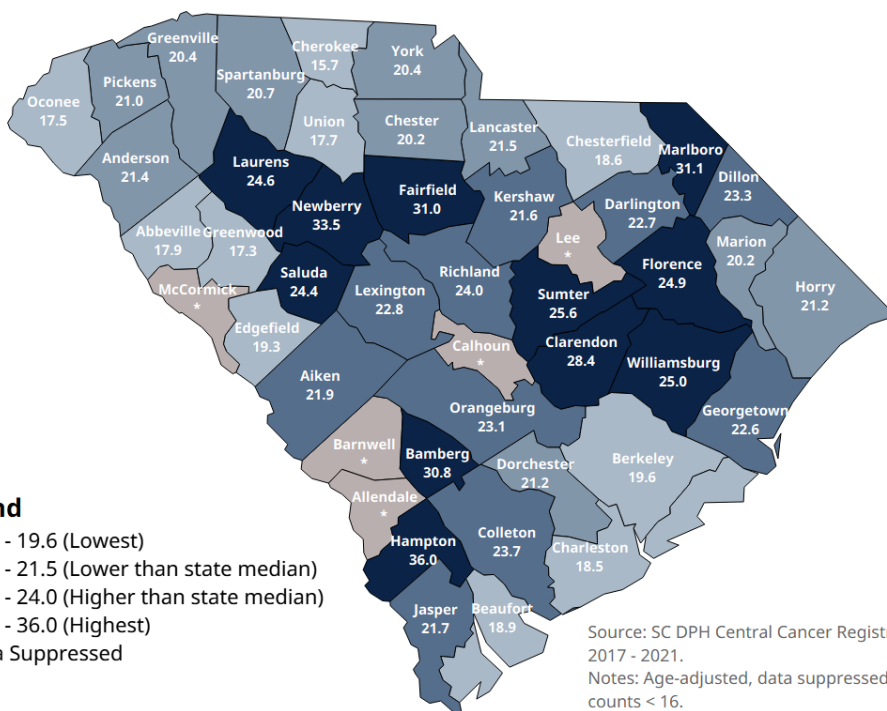 Greenville
20.4
Cherokee
15.7
York
20.4
Spartanburg
20.7
Pickens
21.0
Oconee
17.5
Union
17.7
Chester
20.2
Lancaster
21.5
Chesterfield
18.6
Marlboro
31.1
Anderson
21.4
Laurens
24.6
Fairfield
31.0
Kershaw
21.6
Darlington
22.7
Dillon
23.3
Newberry
33.5
Abbeville
17.9
Greenwood
17.3
Lee
*
Marion
20.2
Florence
24.9
Saluda
24.4
Richland
24.0
McCormick
*
Lexington
22.8
Sumter
25.6
Horry
21.2
Edgefield
19.3
Calhoun
*
Clarendon
28.4
Williamsburg
25.0
Aiken
21.9
Orangeburg
23.1
Georgetown
22.6
Barnwell
*
Bamberg
30.8
Dorchester
21.2
Berkeley
19.6
Allendale
*
Hampton
36.0
Colleton
23.7
Charleston
18.5
Jasper
21.7
Beaufort
18.9
nd
- 19.6 (Lowest)
- 21.5 (Lower than state median)
- 24.0 (Higher than state median)
- 36.0 (Highest)
a Suppressed
Source: SC DPH Central Cancer Registr
2017 - 2021.
Notes: Age-adjusted, data suppressed
counts < 16.